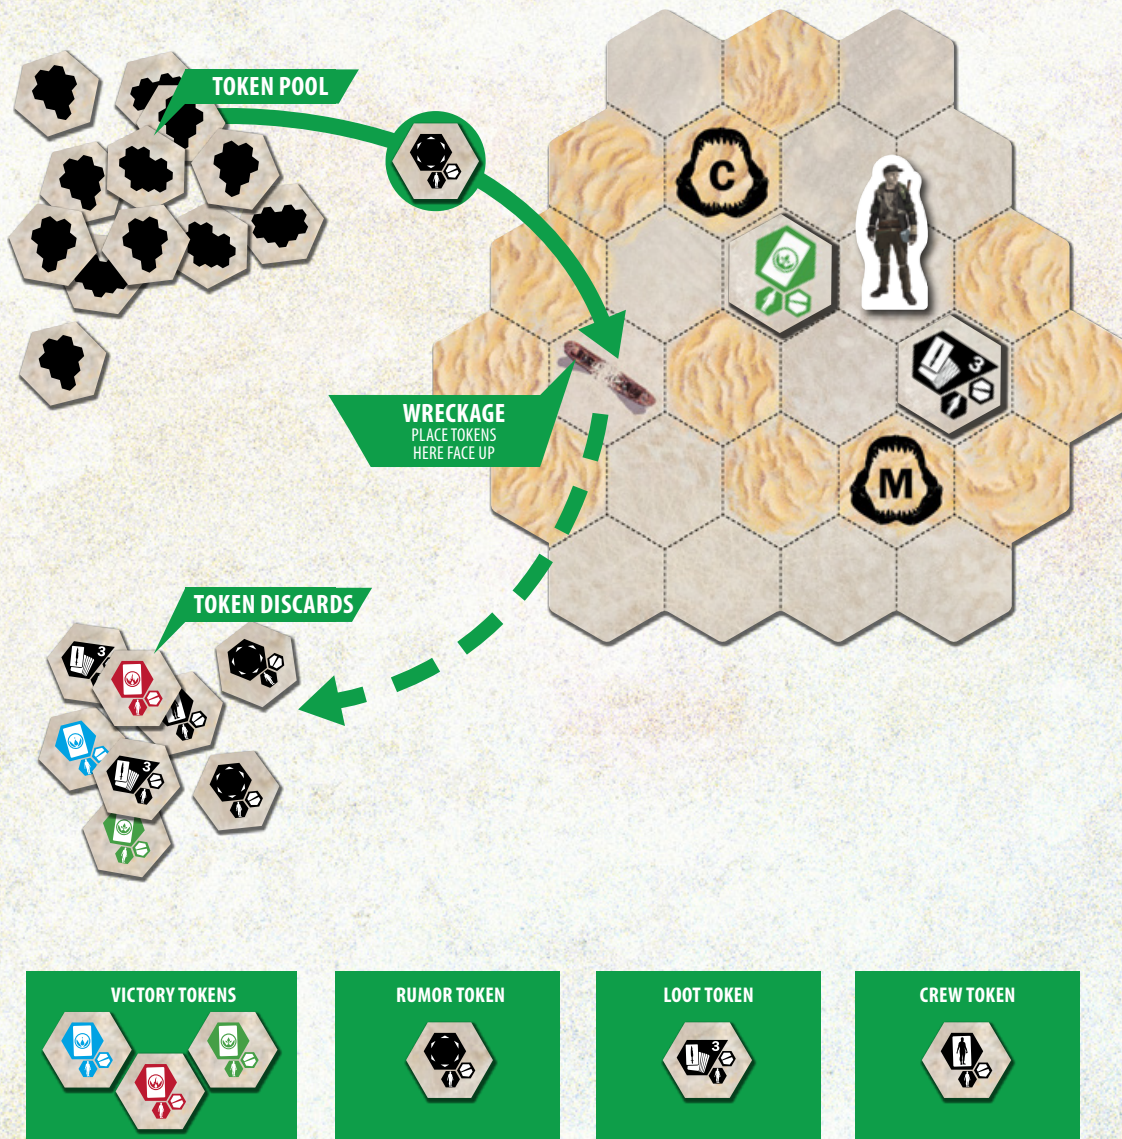 TOKEN POOL
C
3
WRECKAGE
PLACE TOKENS
HERE FACE UP
M
TOKEN DISCARDS
3
3
VICTORY TOKENS
RUMOR TOKEN
LOOT TOKEN
CREW TOKEN
3